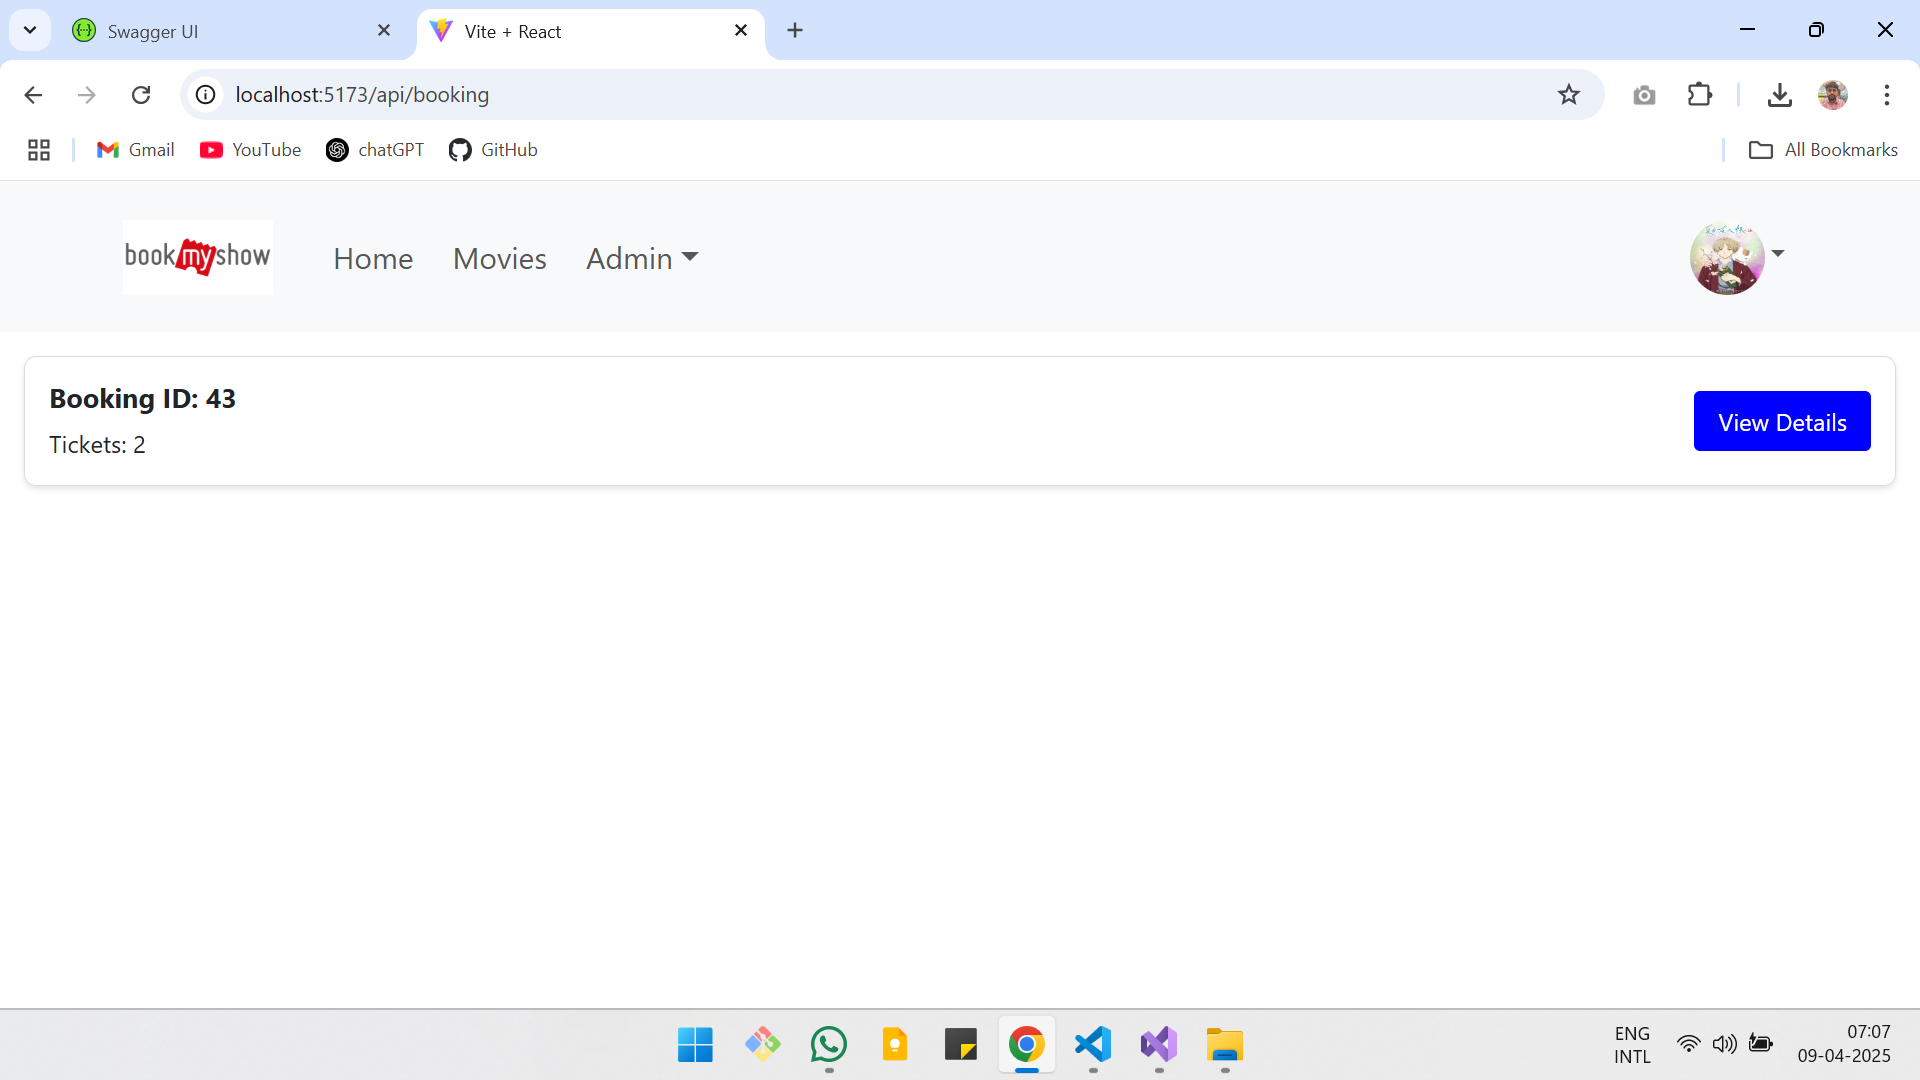 Swagger UI
Vite + React
localhost:5173/api/booking
Gmail
YouTube
chatGPT
GitHub
All Bookmarks
bookmyshow
Home
Movies
Admin
Booking ID: 43
Tickets: 2
View Details
ENG
INTL
07:07
09-04-2025